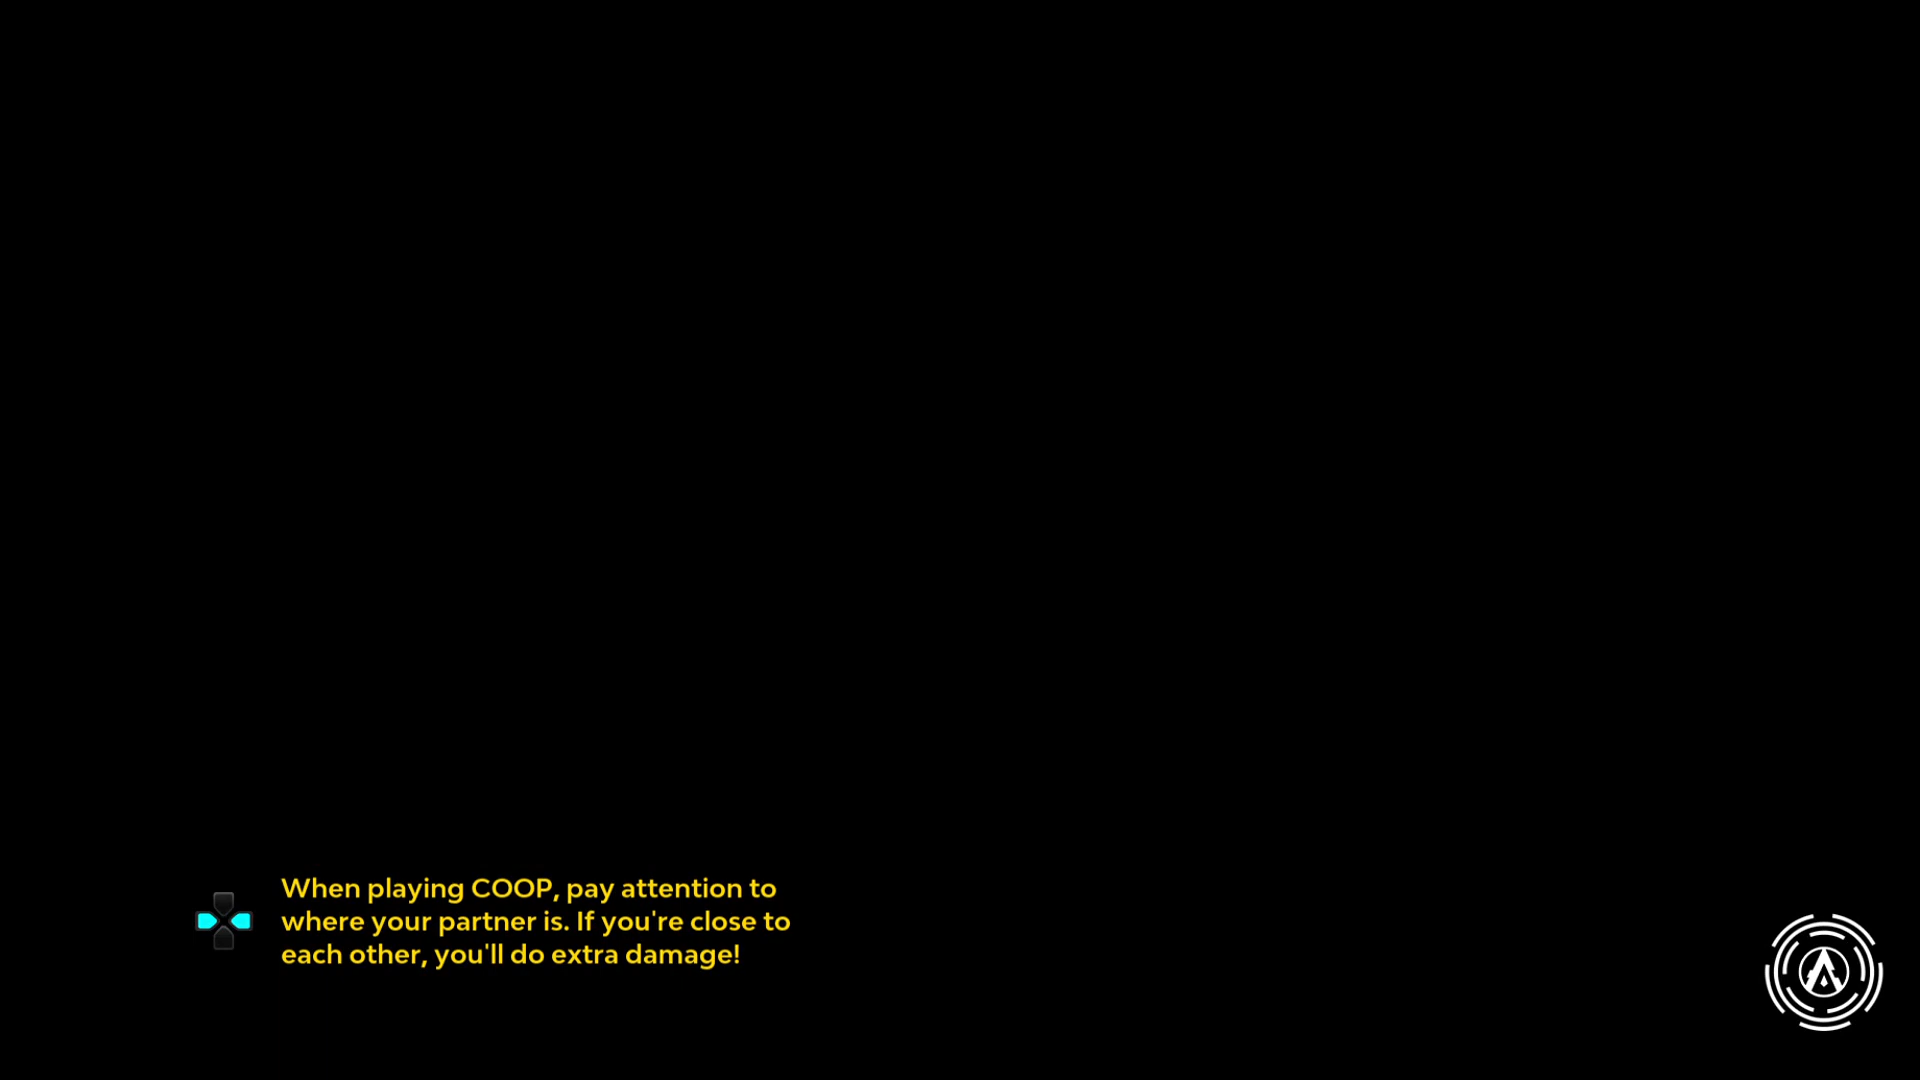 When playing COOP, pay attention to
where your partner is. If you're close to
each other, you'll do extra damage!